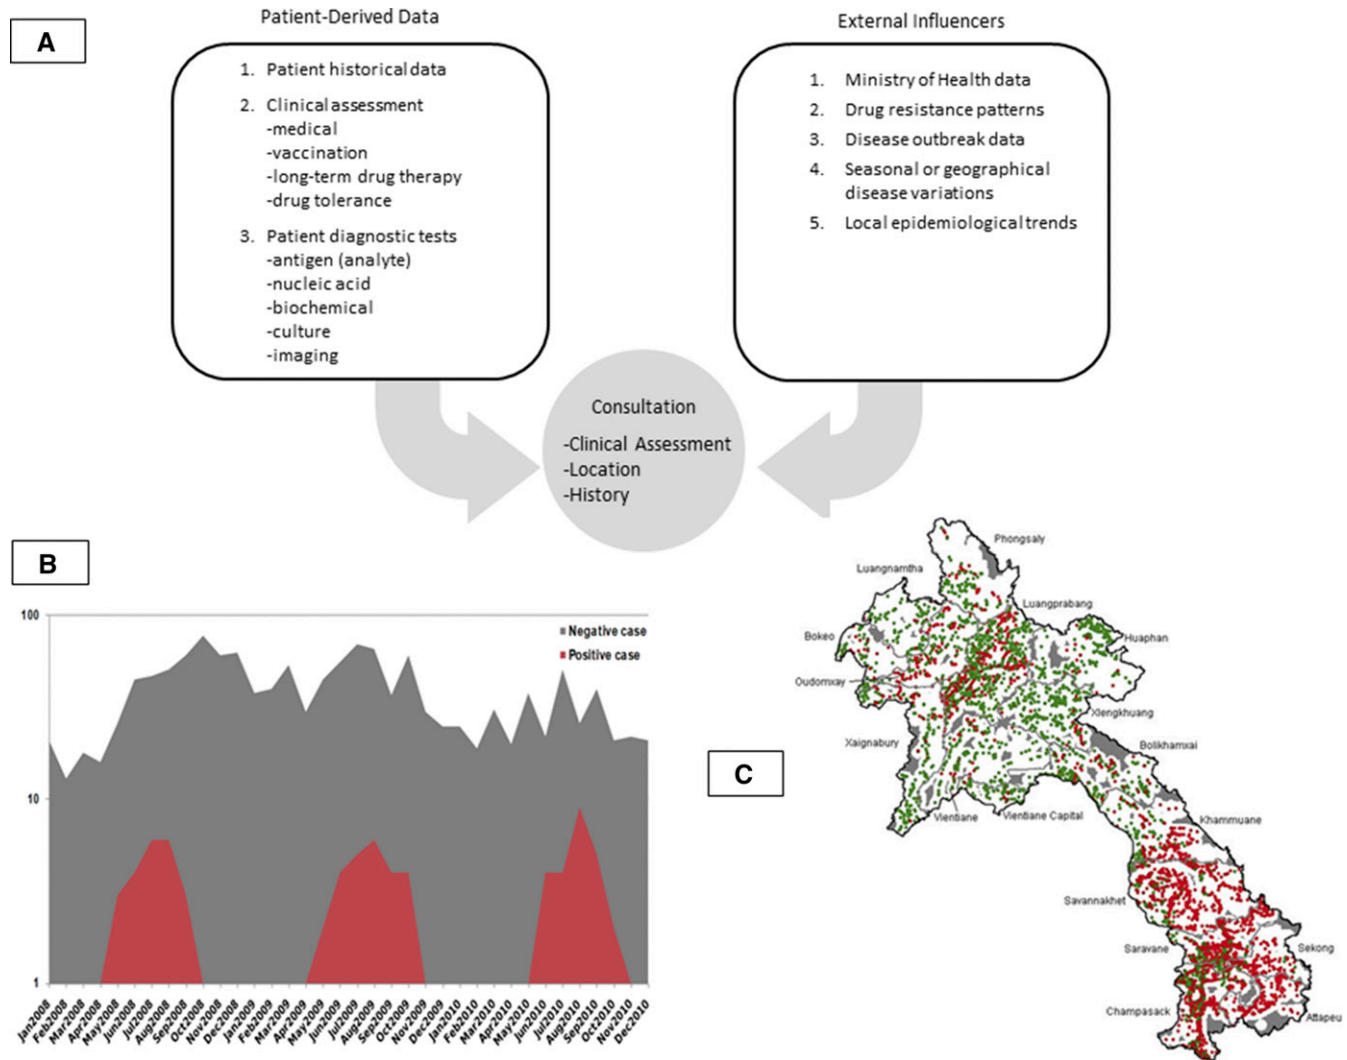 A
Patient-Derived Data
1. Patient historical data
2. Clinical assessment
-medical
-vaccination
-long-term drug therapy
-drug tolerance
3. Patient diagnostic tests
-antigen (analyte)
-nucleic acid
-biochemical
-culture
-imaging
External Influencers
1. Ministry of Health data
2. Drug resistance patterns
3. Disease outbreak data
4. Seasonal or geographical
disease variations
5. Local epidemiological trends
Consultation
-Clinical Assessment
-Location
-History
B
100
10
1
Negative case
Positive case
Jan2008
Feb2008
Mar2008
Apr2008
May2008
Jun2008
Jul2008
Aug2008
Sep2008
Oct2008
Nov2008
Dec2008
Jan2009
Feb2009
Mar2009
Apr2009
May2009
Jun2009
Jul2009
Aug2009
Sep2009
Oct2009
Nov2009
Dec2009
Jan2010
Feb2010
Mar2010
Apr2010
May2010
Jun2010
Jul2010
Aug2010
Sep2010
Oct2010
Nov2010
Dec2010
C
Phongsaly
Luangnamtha
Luangprabang
Bokeo
Huaphan
Oudomxay
Xiengkhuang
Xaignabury
Bolikhamxai
Vientiane
Vientiane Capital
Khammuane
Savannakhet
Saravane
Sekong
Champasack
Attapeu